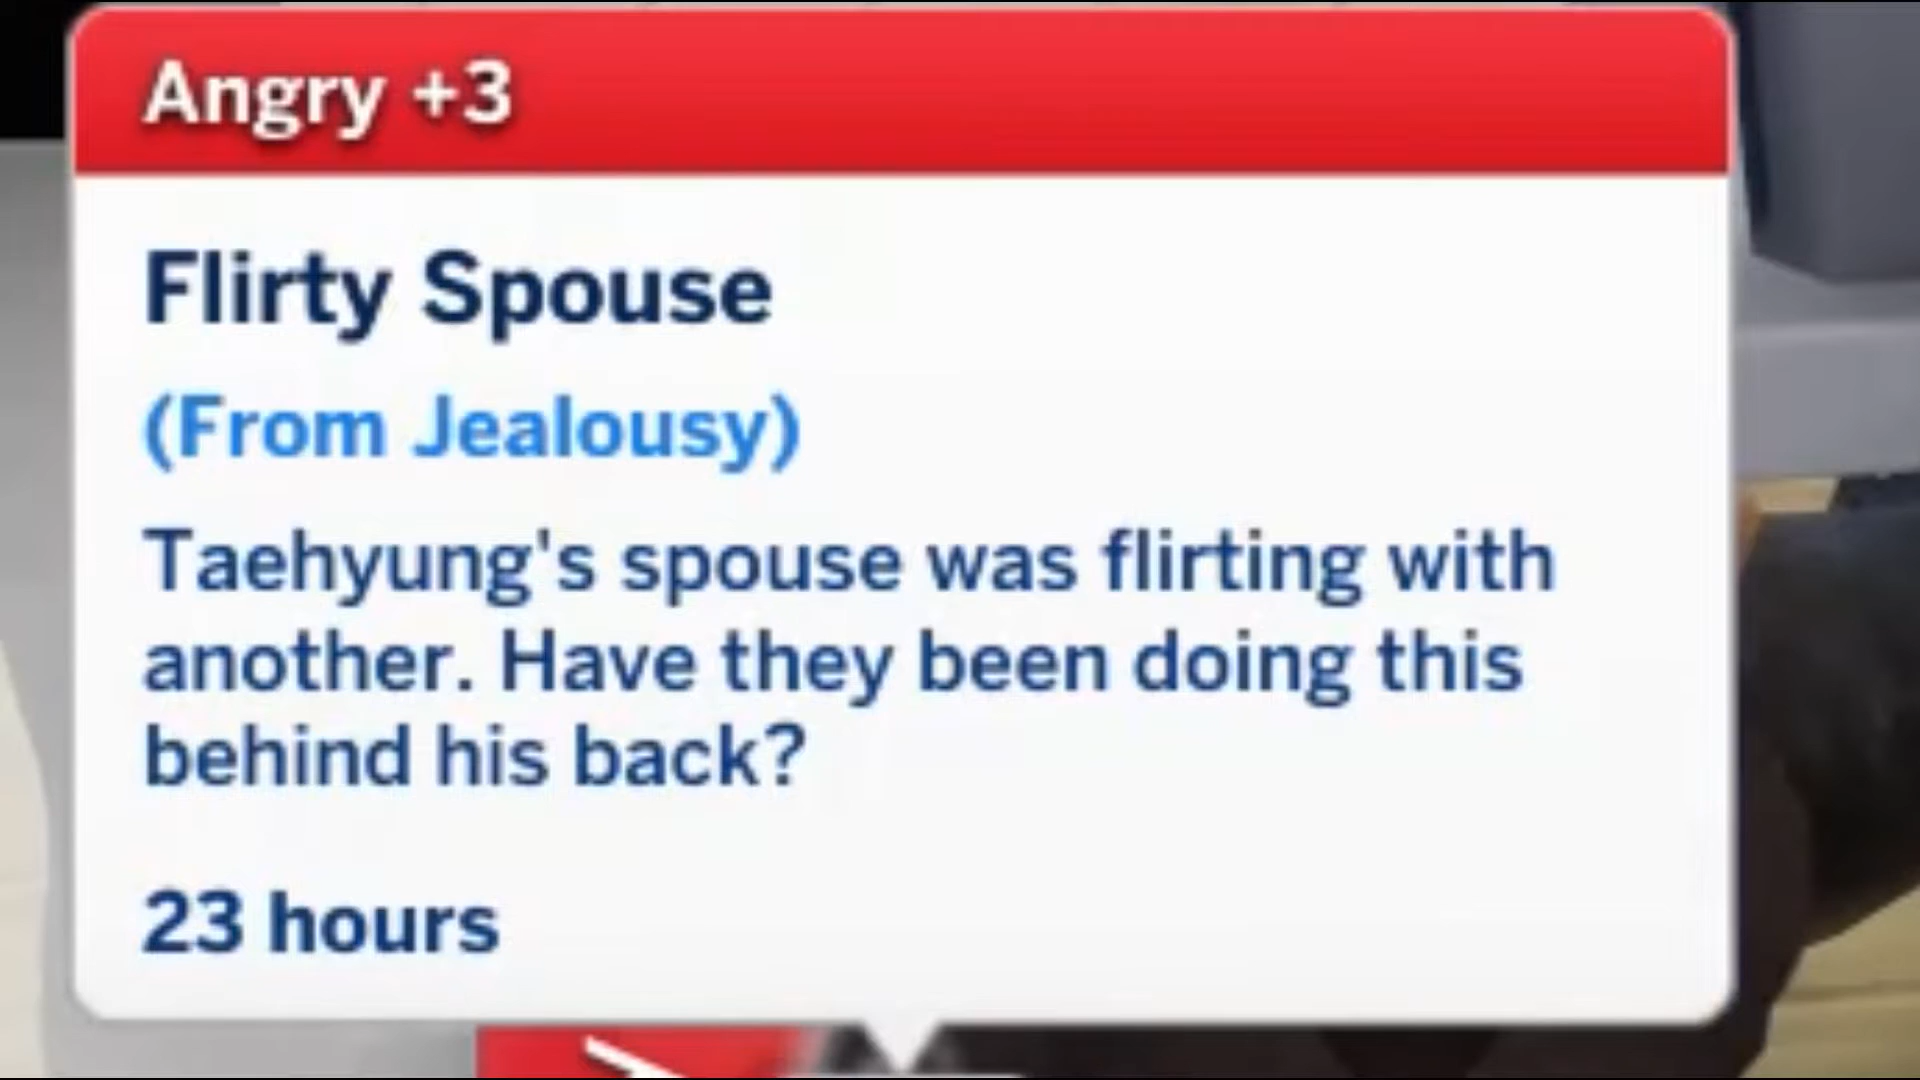 Angry +3
Flirty Spouse
(From Jealousy)
Taehyung's spouse was flirting with
another. Have they been doing this
behind his back?
23 hours